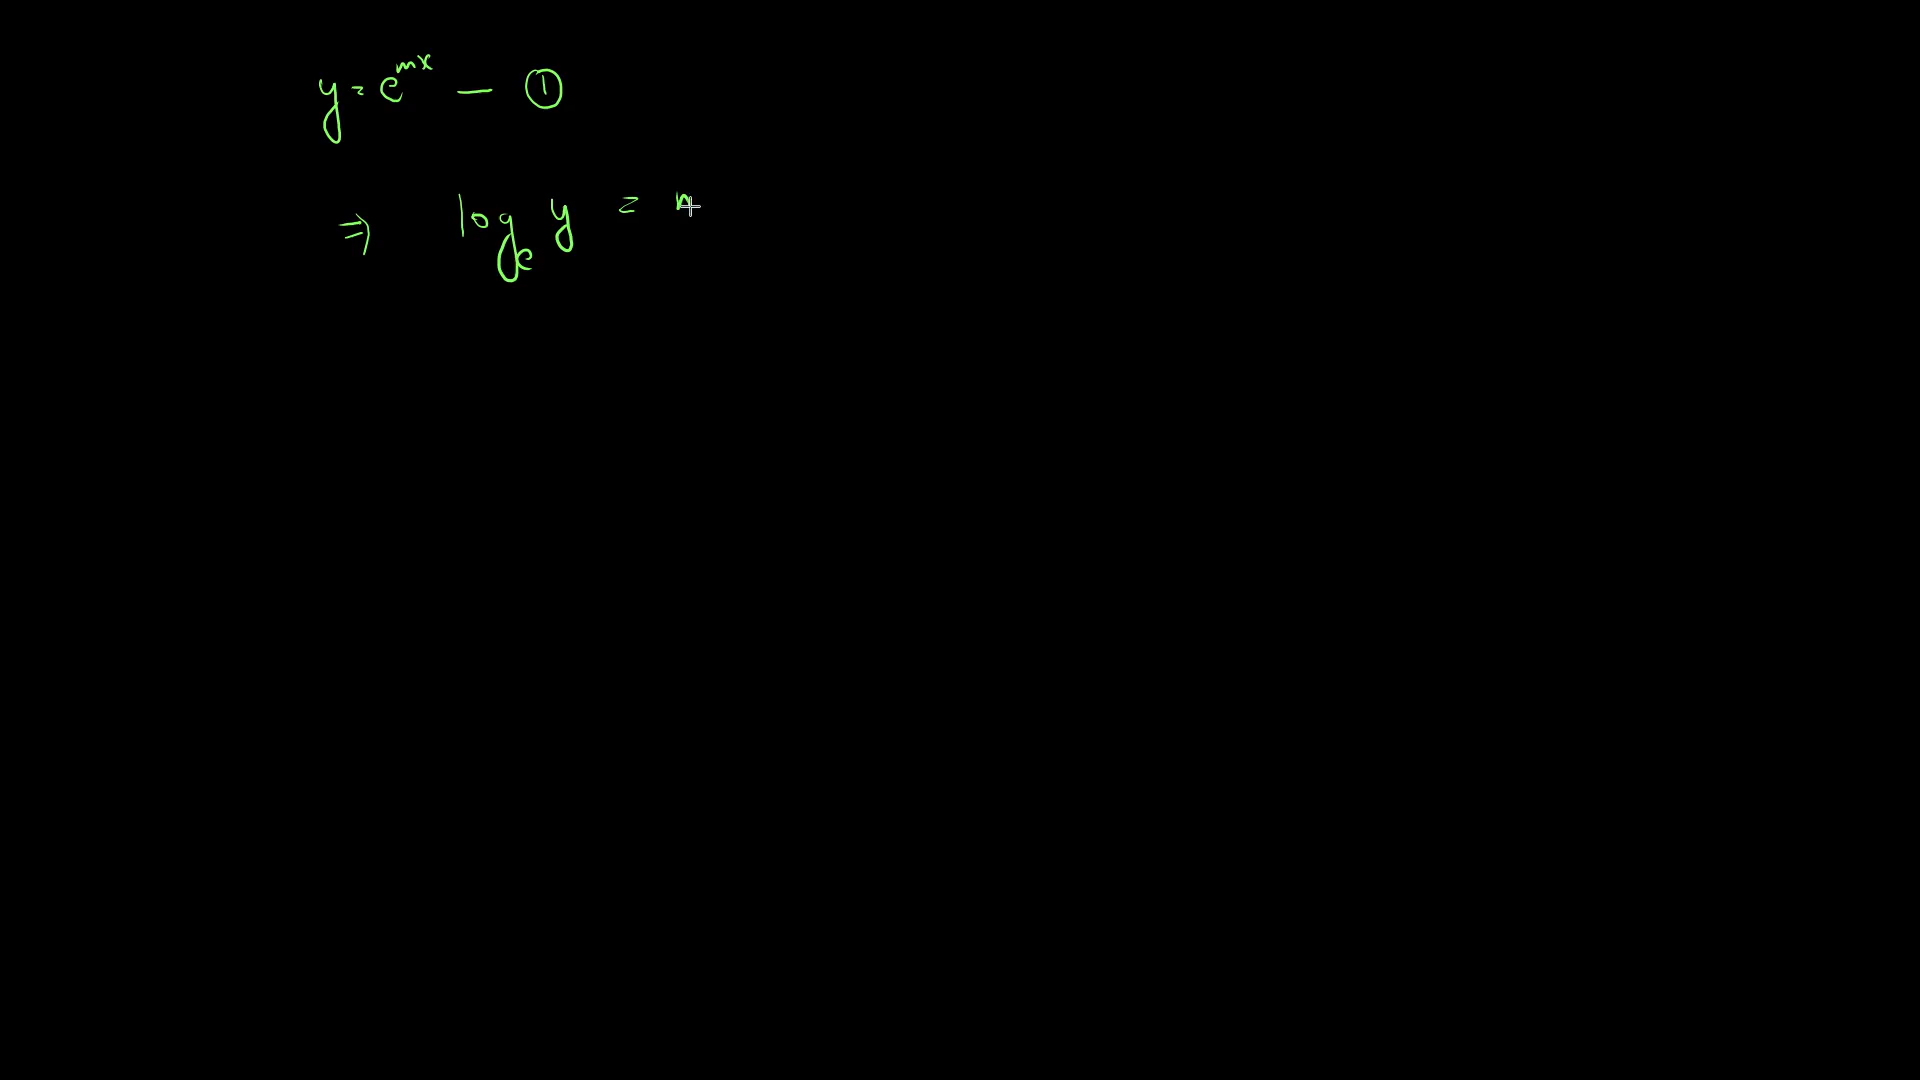 y = e^{mx} — ①
⇒ log_e y =